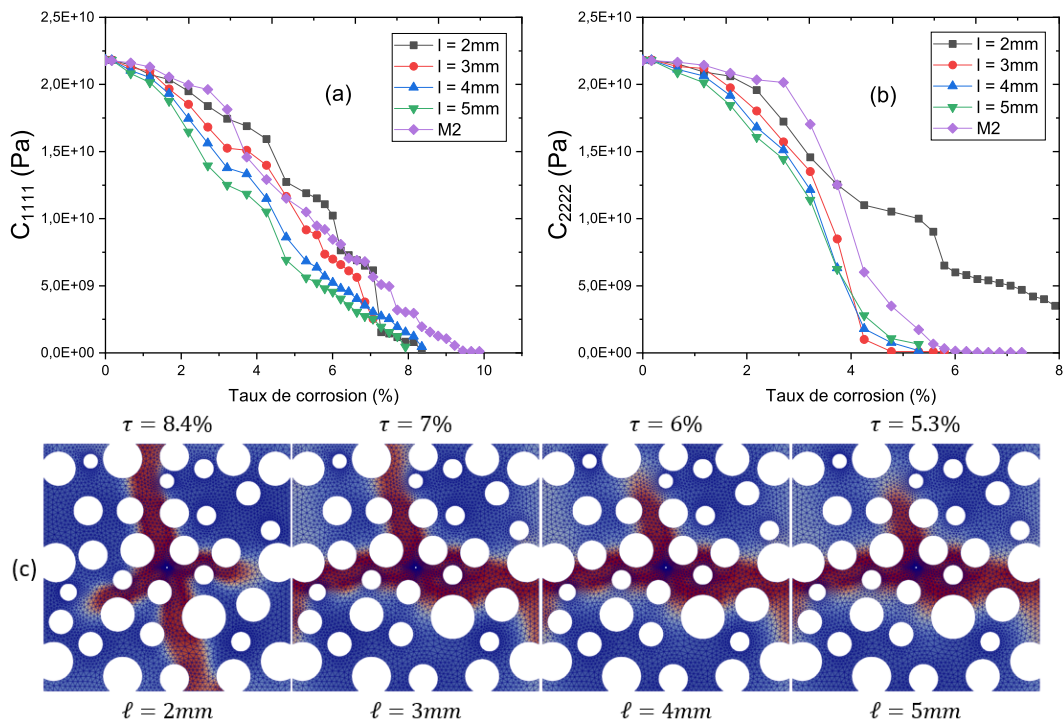 2,5E+10
2,0E+10
1,5E+10
1,0E+10
5,0E+09
0,0E+00
C₁₁₁₁ (Pa)
(a)
l = 2mm
l = 3mm
l = 4mm
l = 5mm
M2
0 2 4 6 8 10
Taux de corrosion (%)
2,5E+10
2,0E+10
1,5E+10
1,0E+10
5,0E+09
0,0E+00
C₂₂₂₂ (Pa)
(b)
l = 2mm
l = 3mm
l = 4mm
l = 5mm
M2
0 2 4 6 8
Taux de corrosion (%)
τ = 8.4% τ = 7% τ = 6% τ = 5.3%
(c)
ℓ = 2mm ℓ = 3mm ℓ = 4mm ℓ = 5mm